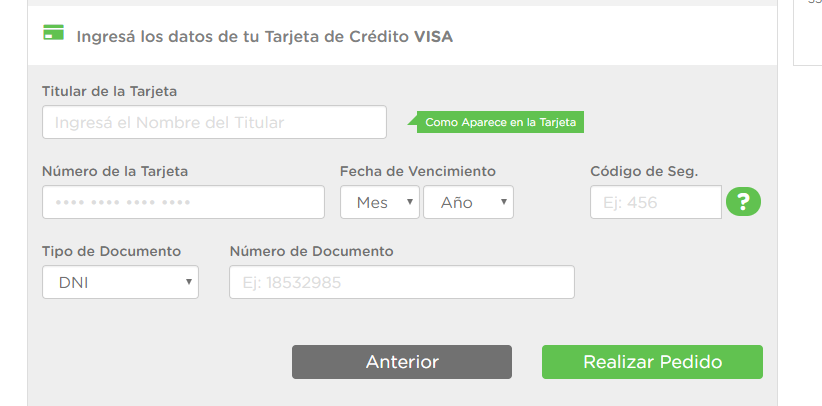 Ingresá los datos de tu Tarjeta de Crédito VISA
Titular de la Tarjeta
Ingresá el Nombre del Titular
Como Aparece en la Tarjeta
Número de la Tarjeta Fecha de Vencimiento Código de Seg.
•••• •••• •••• •••• Mes Año Ej: 456 ?
Tipo de Documento Número de Documento
DNI Ej: 18532985
Anterior Realizar Pedido